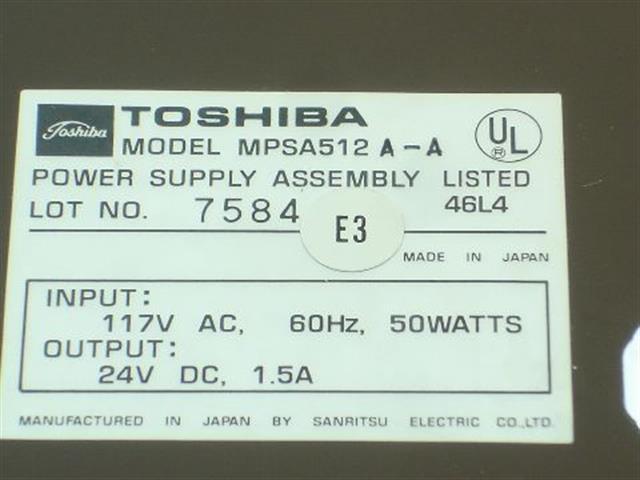 Toshiba TOSHIBA
MODEL MPSA512 A-A
UL
®
POWER SUPPLY ASSEMBLY LISTED
LOT NO. 7584 46L4
E3
MADE IN JAPAN
INPUT:
117V AC, 60Hz, 50WATTS
OUTPUT:
24V DC, 1.5A
MANUFACTURED IN JAPAN BY SANRITSU ELECTRIC CO.,LTD.